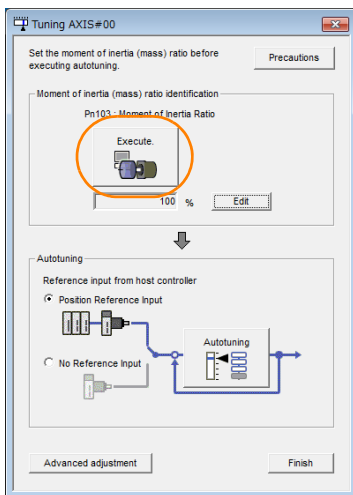 Tuning AXIS#00
Set the moment of inertia (mass) ratio before
executing autotuning.
Precautions
Moment of inertia (mass) ratio identification
Pn103 : Moment of Inertia Ratio
Execute.
100 %
Edit
Autotuning
Reference input from host controller
Position Reference Input
Autotuning
No Reference Input
Advanced adjustment
Finish